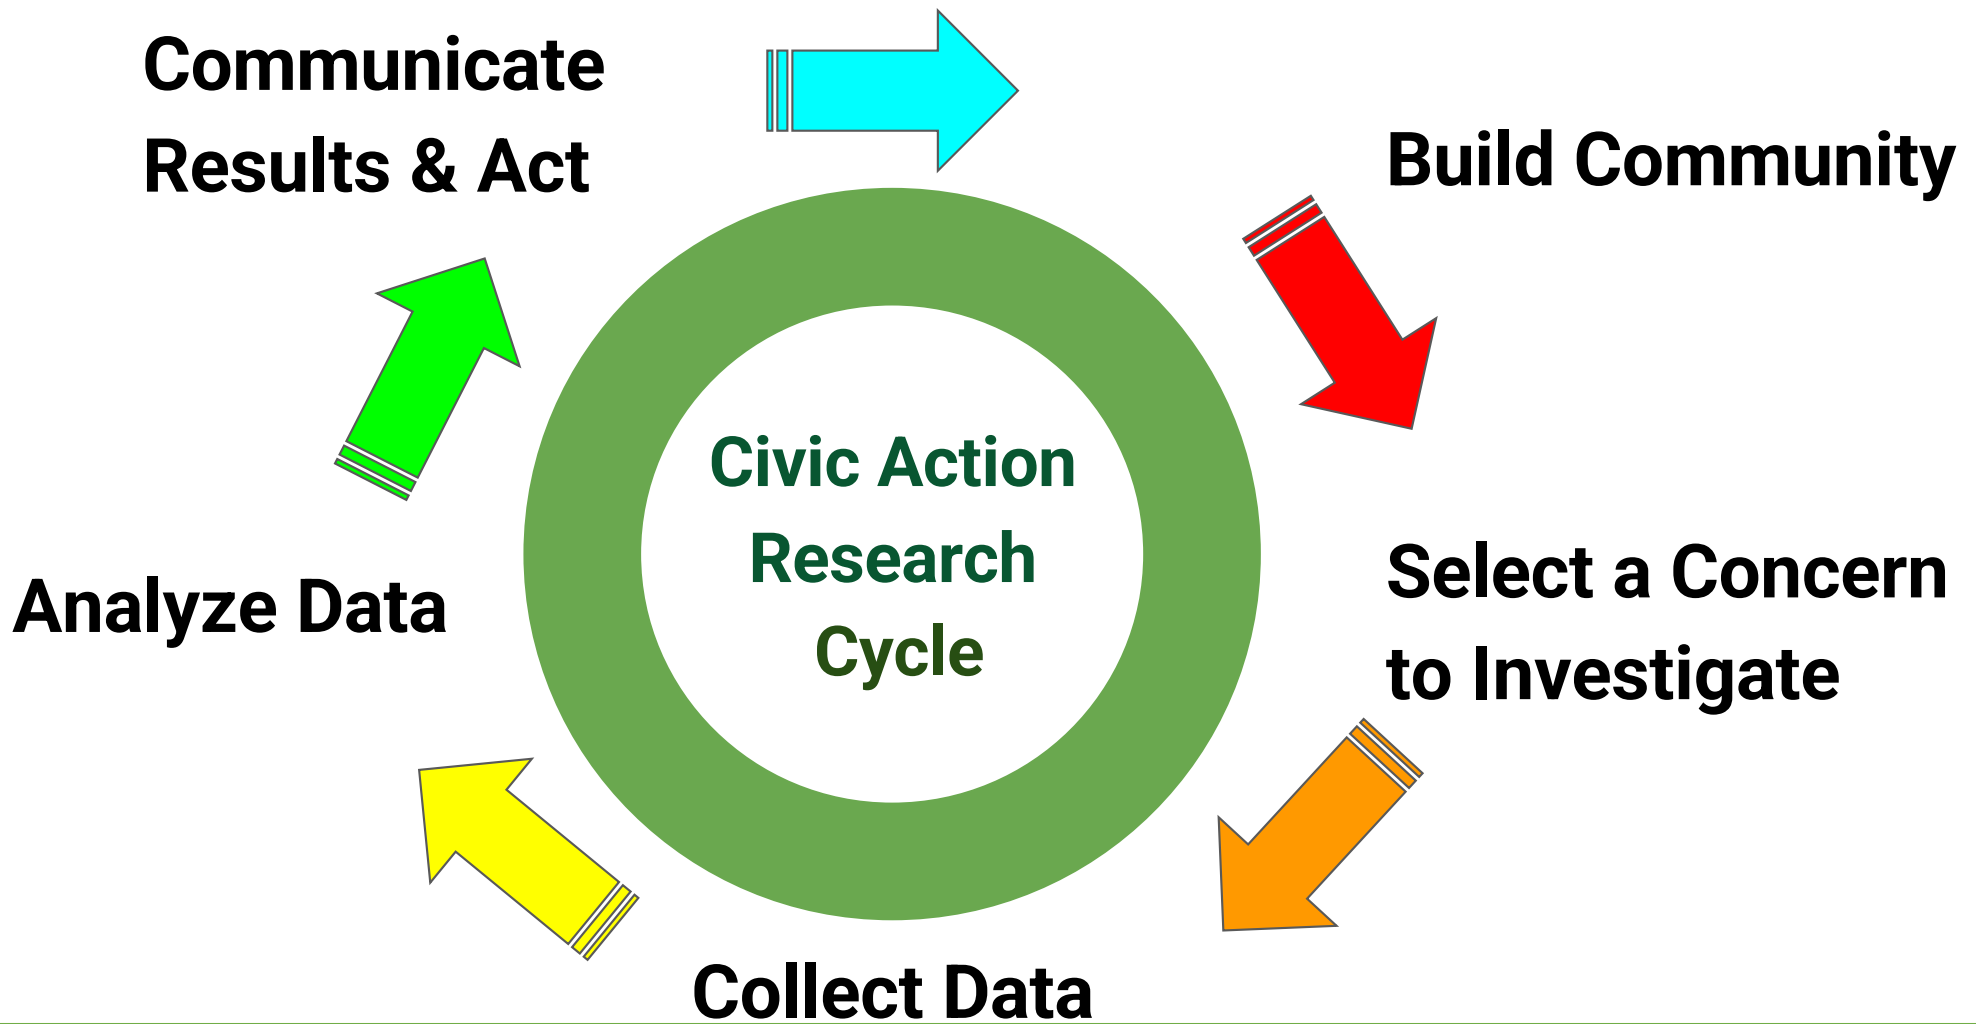 Communicate
Results & Act
Build Community
Civic Action
Research
Cycle
Select a Concern
to Investigate
Analyze Data
Collect Data